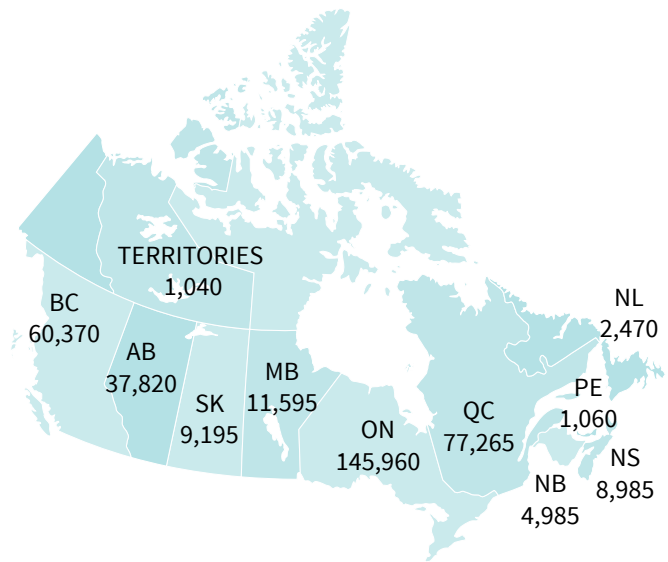 TERRITORIES
1,040
BC
60,370
AB
37,820
SK
9,195
MB
11,595
ON
145,960
QC
77,265
NL
2,470
PE
1,060
NS
8,985
NB
4,985